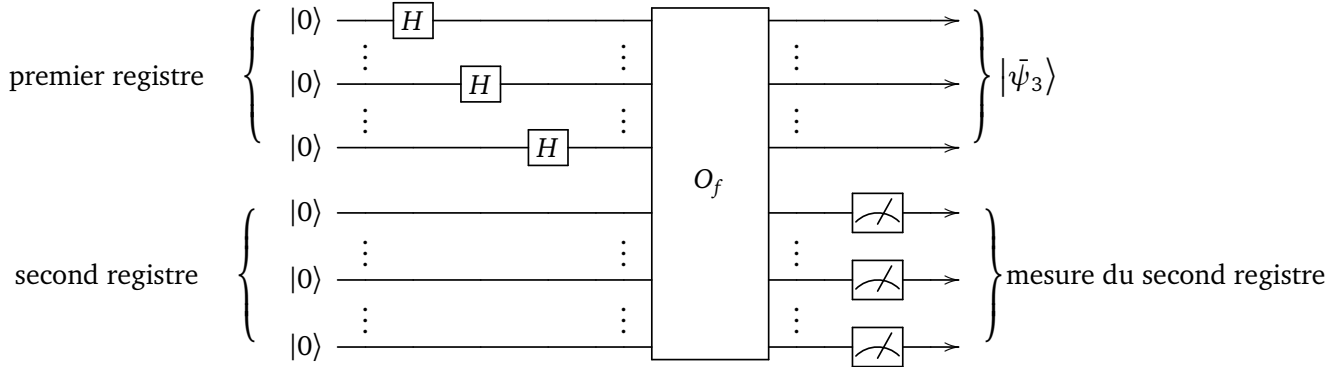 |0⟩ H
premier registre |0⟩ H |ψ̄₃⟩
|0⟩ H
O_f
|0⟩
second registre |0⟩ mesure du second registre
|0⟩